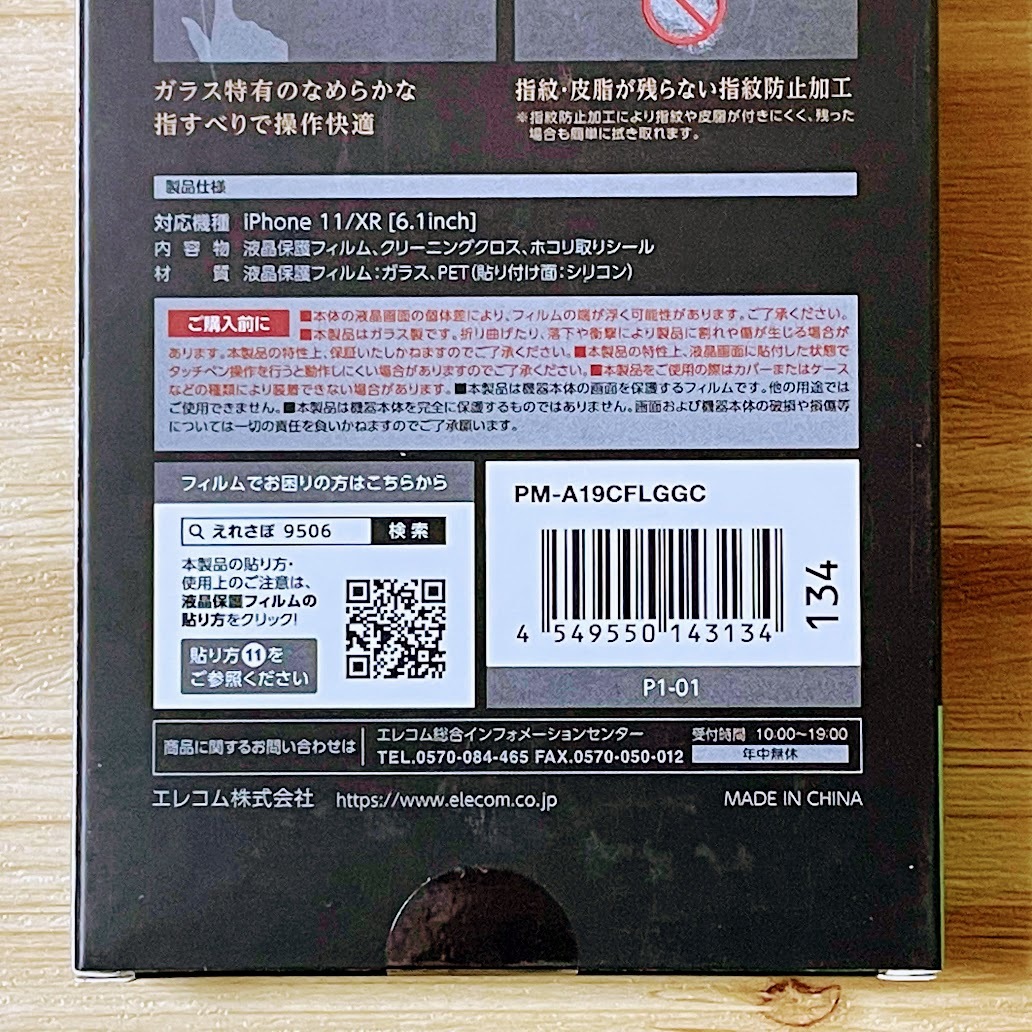 ガラス特有のなめらかな
指すべりで操作快適
指紋・皮脂が残らない指紋防止加工
※指紋防止加工により指紋や皮脂が付きにくく、残った
場合も簡単に拭き取れます。
製品仕様
対応機種 iPhone 11/XR [6.1inch]
内容物 液晶保護フィルム、クリーニングクロス、ホコリ取りシール
材質 液晶保護フィルム：ガラス、PET（貼り付け面：シリコン）
ご購入前に ■本体の液晶画面の個体差により、フィルムの端が浮く可能性があります。ご了承ください。
■本製品はガラス製です。折り曲げたり、落下や衝撃により製品に割れや傷が生じる場合が
あります。本製品の特性上、保証いたしかねますのでご了承ください。■本製品の特性上、液晶画面に貼付した状態で
タッチペン操作を行うと動作しにくい場合がありますのでご了承ください。■本製品をご使用の際はカバーまたはケース
などの種類により装着できない場合があります。■本製品は機器本体の画面を保護するフィルムです。他の用途では
ご使用できません。■本製品は機器本体を完全に保護するものではありません。画面および機器本体の破損や損傷等
については一切の責任を負いかねますのでご了承願います。
フィルムでお困りの方はこちらから
えれさぽ 9506 検索
本製品の貼り方・
使用上のご注意は、
液晶保護フィルムの
貼り方をクリック!
貼り方⑪を
ご参照ください
PM-A19CFLGGC
4 549550 143134
134
P1-01
商品に関するお問い合わせは
エレコム総合インフォメーションセンター
TEL.0570-084-465 FAX.0570-050-012
受付時間 10:00～19:00
年中無休
エレコム株式会社 https://www.elecom.co.jp
MADE IN CHINA